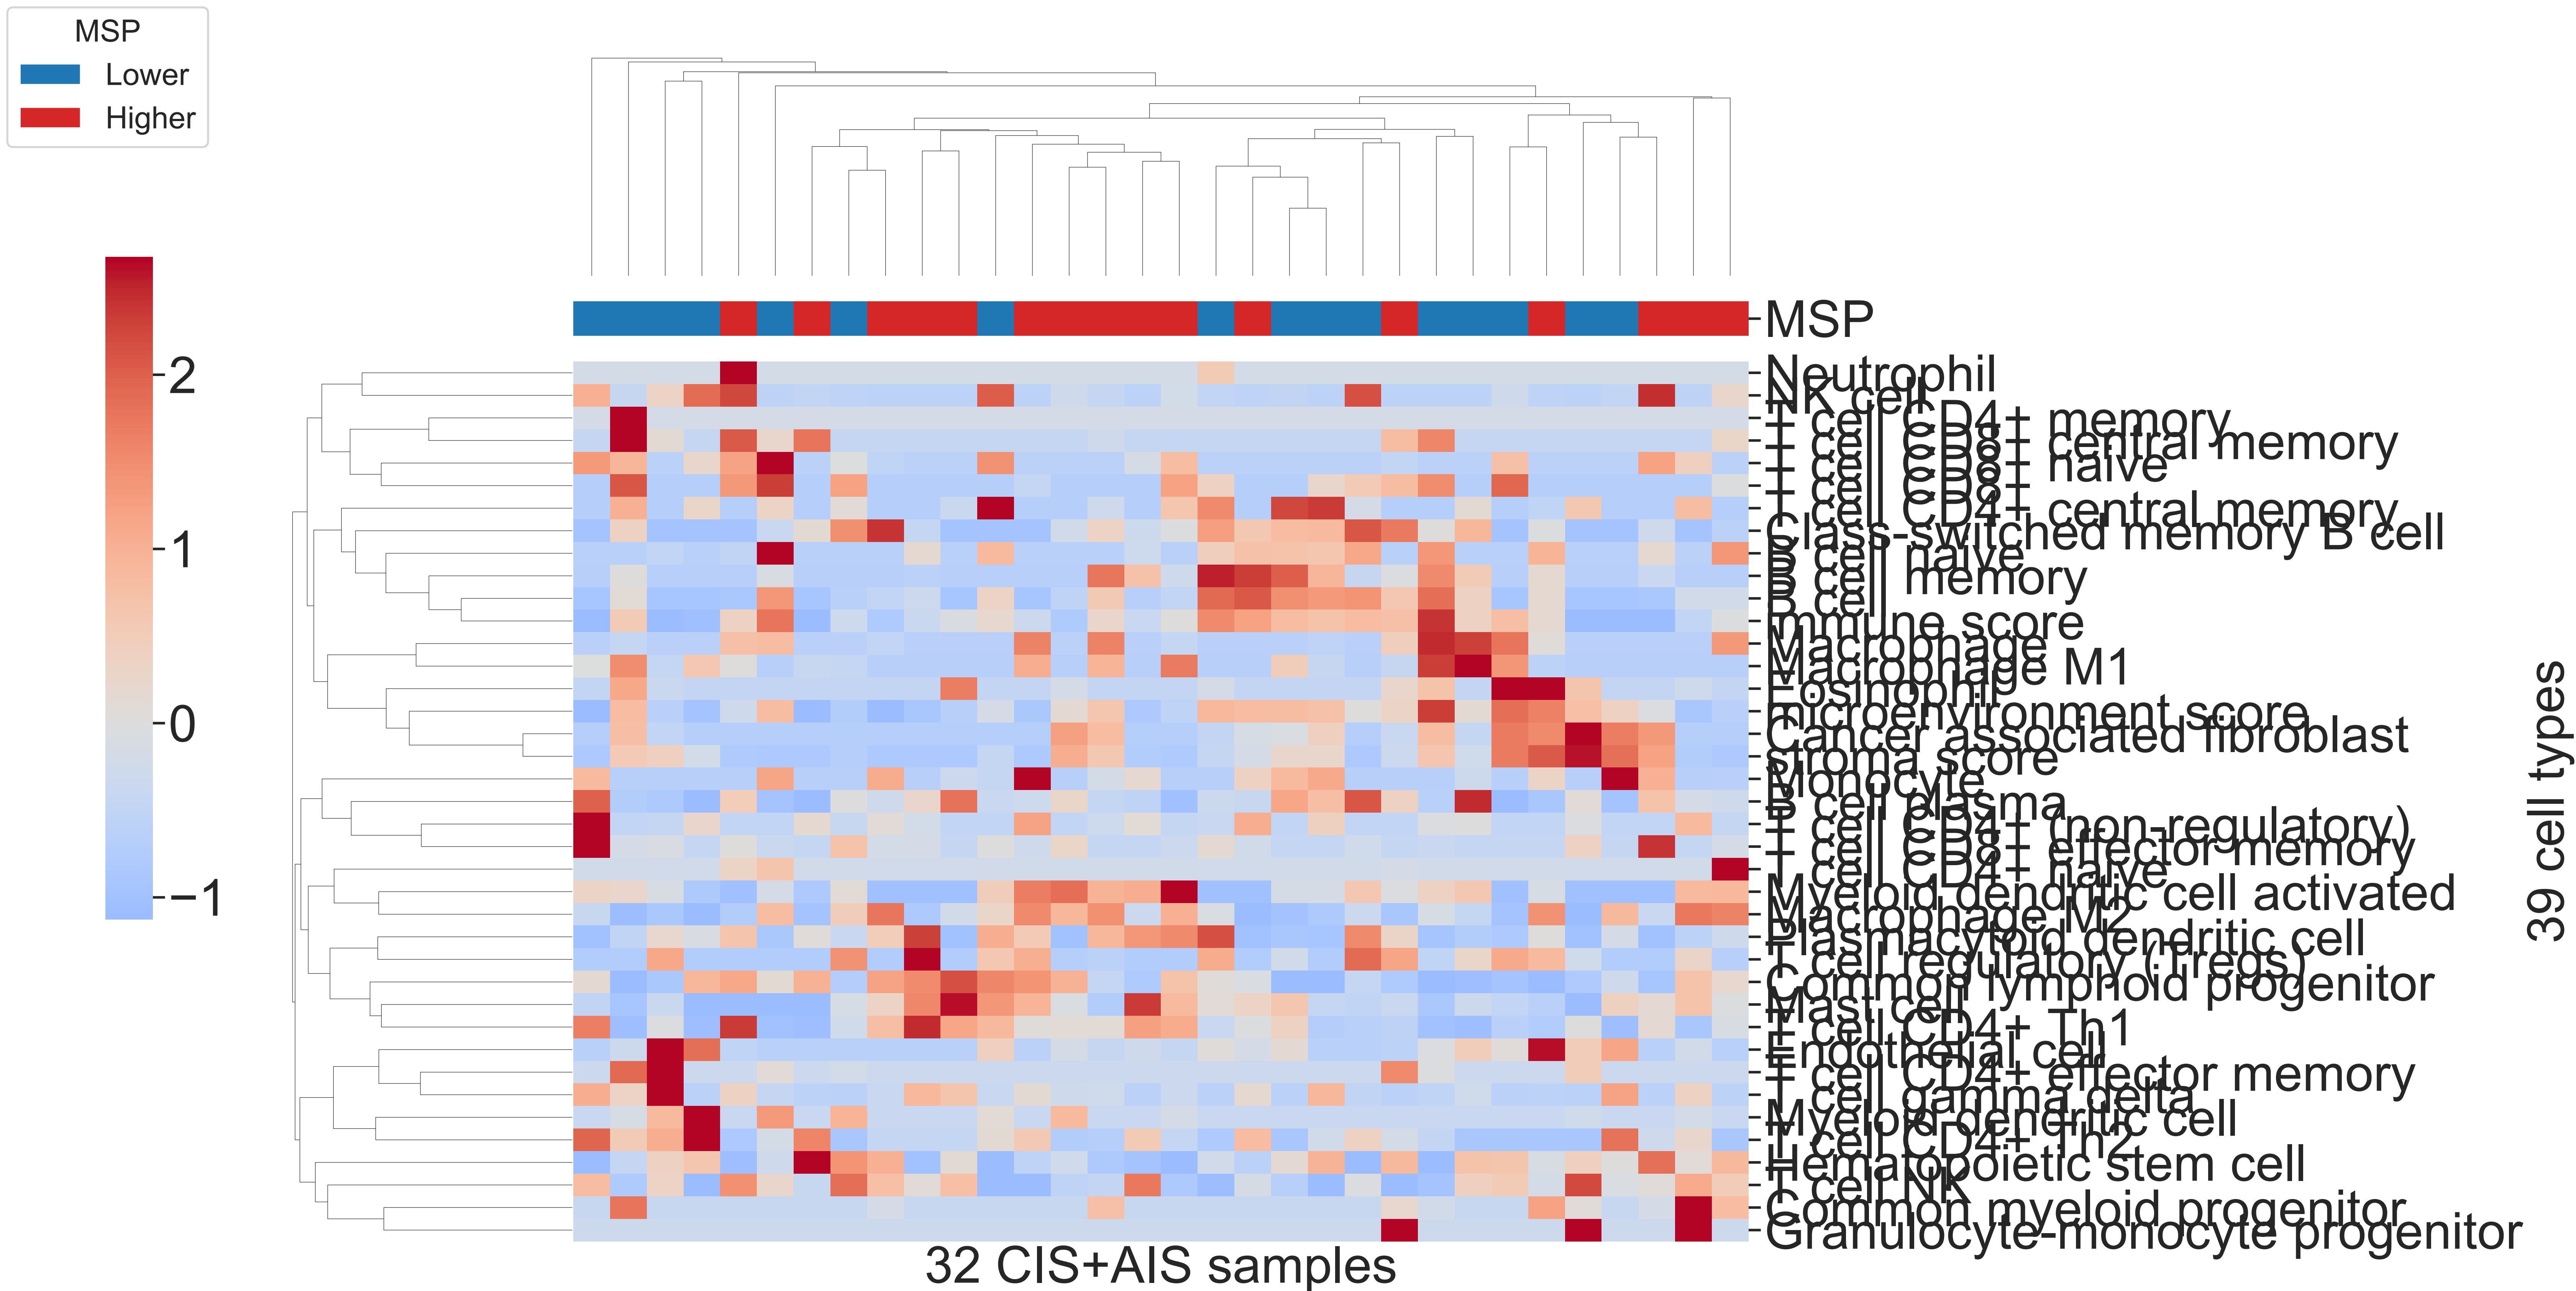 MSP
Lower
Higher
2
1
0
−1
MSP
Neutrophil
NK cell
T cell CD4+ memory
T cell CD8+ central memory
T cell CD8+ naive
T cell CD8+
T cell CD4+ central memory
Class-switched memory B cell
B cell naive
B cell memory
B cell
immune score
Macrophage
Macrophage M1
Eosinophil
microenvironment score
Cancer associated fibroblast
stroma score
Monocyte
B cell plasma
T cell CD4+ (non-regulatory)
T cell CD8+ effector memory
T cell CD4+ naive
Myeloid dendritic cell activated
Macrophage M2
Plasmacytoid dendritic cell
T cell regulatory (Tregs)
Common lymphoid progenitor
Mast cell
T cell CD4+ Th1
Endothelial cell
T cell CD4+ effector memory
T cell gamma delta
Myeloid dendritic cell
T cell CD4+ Th2
Hematopoietic stem cell
T cell NK
Common myeloid progenitor
Granulocyte-monocyte progenitor
39 cell types
32 CIS+AIS samples